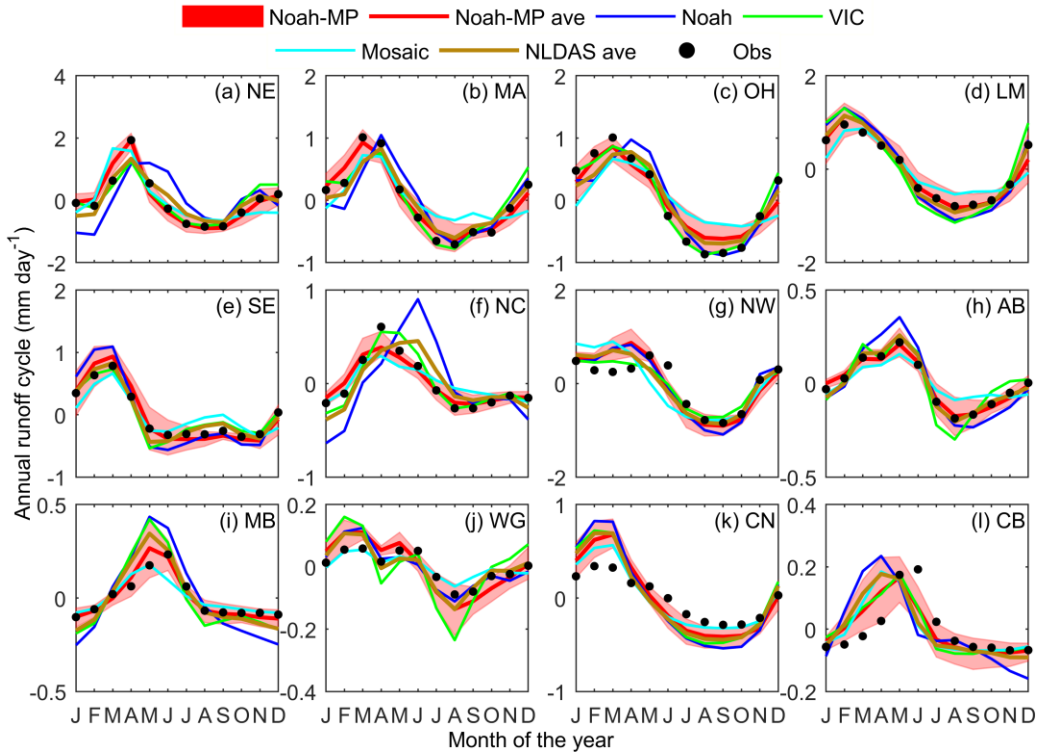 Noah-MP Noah-MP ave Noah VIC
Mosaic NLDAS ave Obs
Annual runoff cycle (mm day-1)
(a) NE
4
2
0
-2
(b) MA
2
1
0
-1
(c) OH
2
1
0
-1
(d) LM
2
0
-2
(e) SE
2
1
0
-1
(f) NC
1
0
-1
(g) NW
2
0
-2
(h) AB
0.5
0
-0.5
(i) MB
0.5
0
-0.5
(j) WG
0.2
0
-0.2
-0.4
(k) CN
1
0
-1
(l) CB
0.4
0.2
0
-0.2
J F M A M J J A S O N D
J F M A M J J A S O N D
J F M A M J J A S O N D
J F M A M J J A S O N D
Month of the year